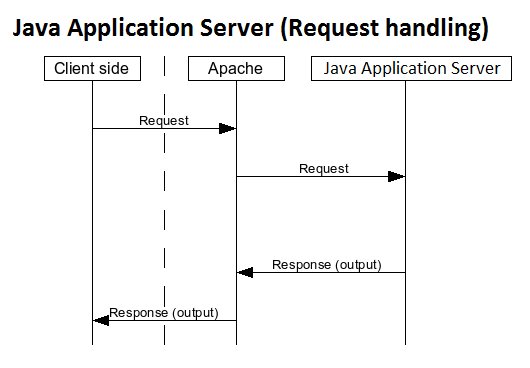 Java Application Server (Request handling)
Client side
Apache
Java Application Server
Request
Request
Response (output)
Response (output)